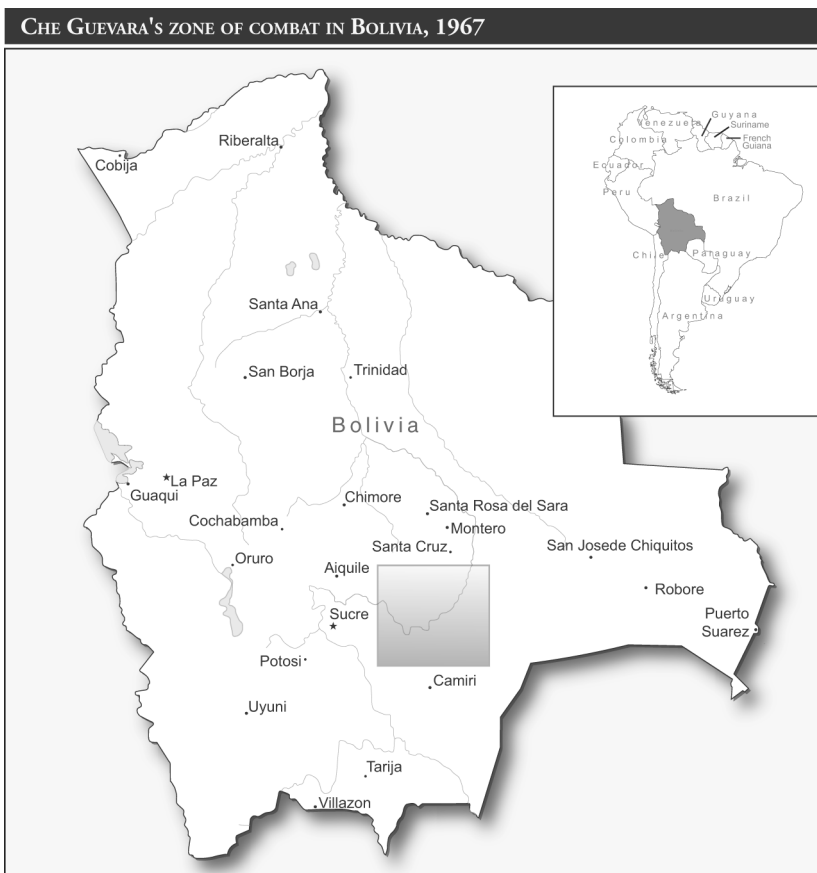 Che Guevara's zone of combat in Bolivia, 1967
Guyana
Venezuela
Suriname
Colombia
French
Guiana
Ecuador
Peru
Brazil
Chile
Paraguay
Uruguay
Argentina
Riberalta
Cobija
Santa Ana
San Borja
Trinidad
Bolivia
La Paz
Guaqui
Chimore
Santa Rosa del Sara
Cochabamba
Montero
Santa Cruz
San Josede Chiquitos
Oruro
Aiquile
Robore
Sucre
Puerto
Suarez
Potosi
Camiri
Uyuni
Tarija
Villazon